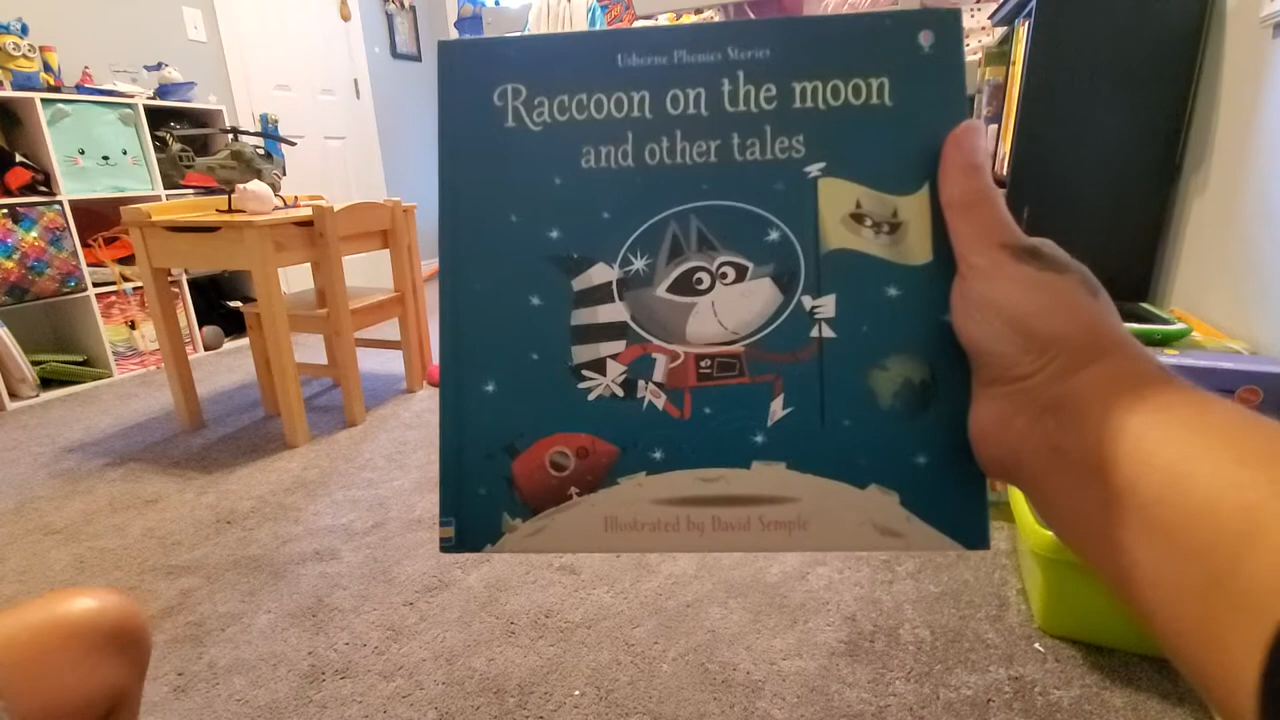 Usborne Phonics Stories
Raccoon on the moon
and other tales
Illustrated by David Semple